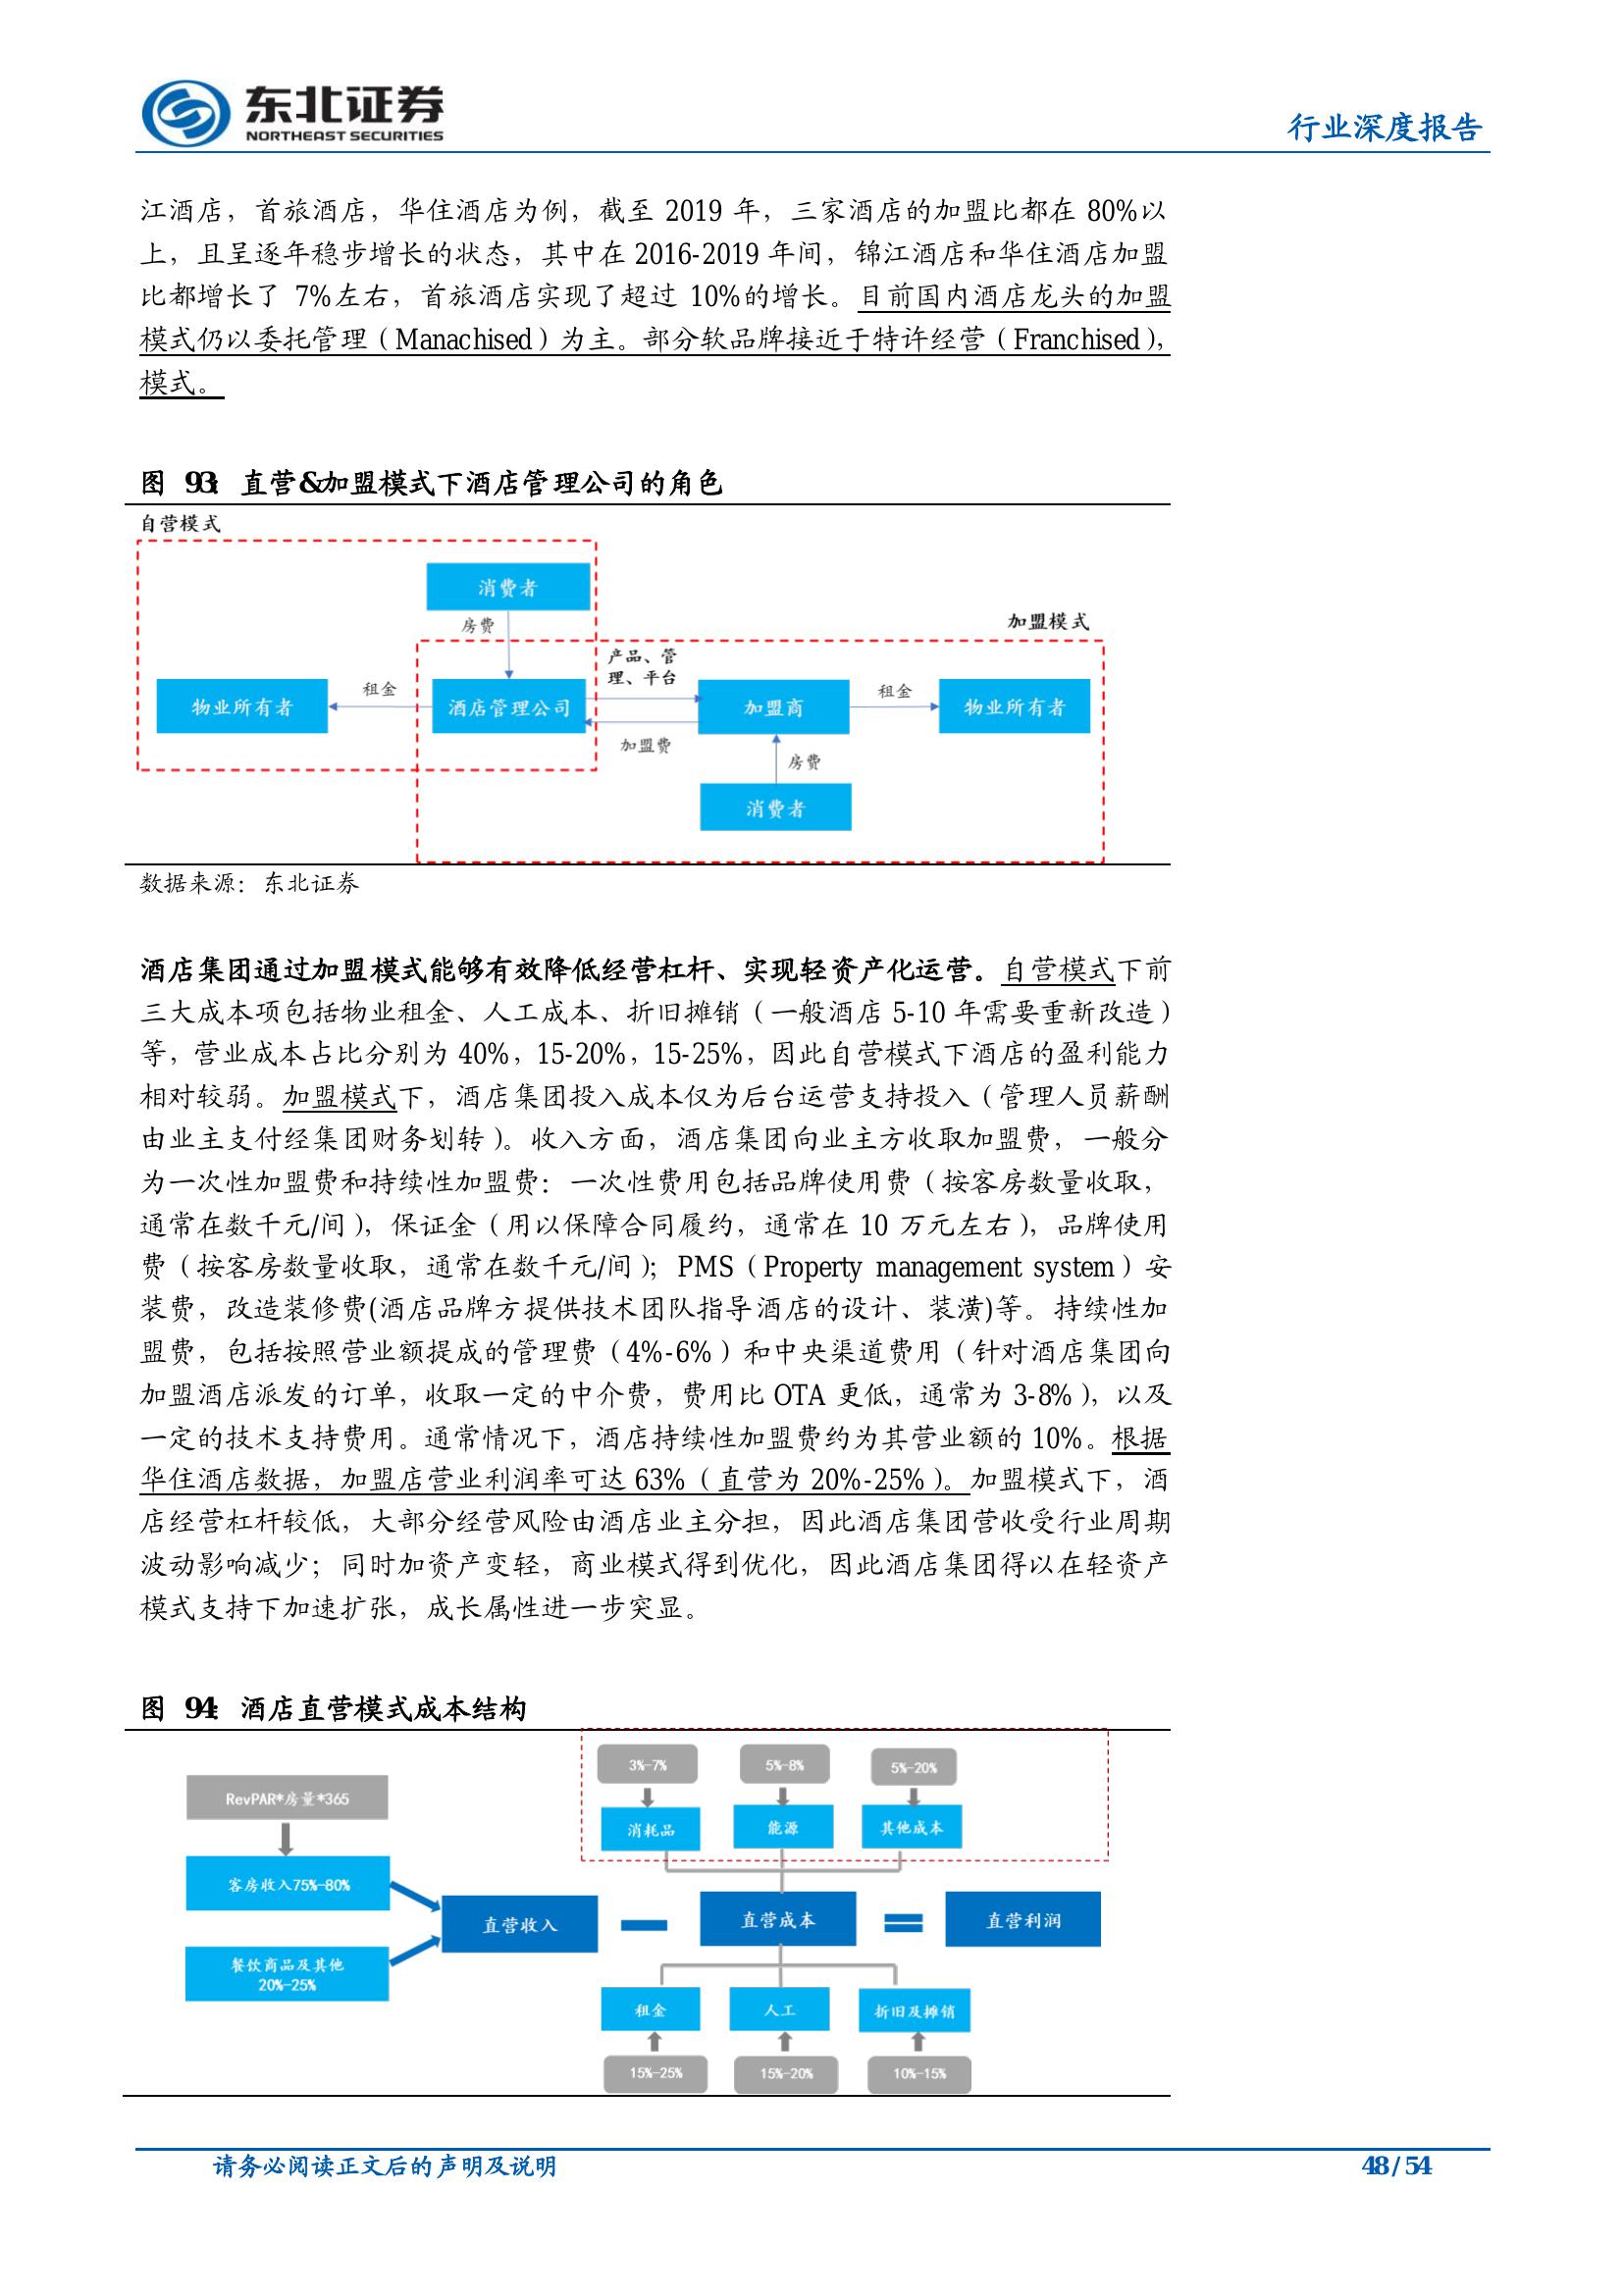 东北证券
NORTHEAST SECURITIES
行业深度报告
江酒店，首旅酒店，华住酒店为例，截至 2019 年，三家酒店的加盟比都在 80%以
上，且呈逐年稳步增长的状态，其中在 2016-2019 年间，锦江酒店和华住酒店加盟
比都增长了 7%左右，首旅酒店实现了超过 10%的增长。目前国内酒店龙头的加盟
模式仍以委托管理（Manachised）为主。部分软品牌接近于特许经营（Franchised），
模式。
图 93：直营&加盟模式下酒店管理公司的角色
自营模式
消费者
房费
加盟模式
产品、管
理、平台
物业所有者
租金
酒店管理公司
加盟商
租金
物业所有者
加盟费
房费
消费者
数据来源：东北证券
酒店集团通过加盟模式能够有效降低经营杠杆、实现轻资产化运营。自营模式下前
三大成本项包括物业租金、人工成本、折旧摊销（一般酒店 5-10 年需要重新改造）
等，营业成本占比分别为 40%，15-20%，15-25%，因此自营模式下酒店的盈利能力
相对较弱。加盟模式下，酒店集团投入成本仅为后台运营支持投入（管理人员薪酬
由业主支付经集团财务划转）。收入方面，酒店集团向业主方收取加盟费，一般分
为一次性加盟费和持续性加盟费：一次性费用包括品牌使用费（按客房数量收取，
通常在数千元/间），保证金（用以保障合同履约，通常在 10 万元左右），品牌使用
费（按客房数量收取，通常在数千元/间）；PMS（Property management system）安
装费，改造装修费(酒店品牌方提供技术团队指导酒店的设计、装潢)等。持续性加
盟费，包括按照营业额提成的管理费（4%-6%）和中央渠道费用（针对酒店集团向
加盟酒店派发的订单，收取一定的中介费，费用比 OTA 更低，通常为 3-8%），以及
一定的技术支持费用。通常情况下，酒店持续性加盟费约为其营业额的 10%。根据
华住酒店数据，加盟店营业利润率可达 63%（直营为 20%-25%）。加盟模式下，酒
店经营杠杆较低，大部分经营风险由酒店业主分担，因此酒店集团营收受行业周期
波动影响减少；同时加资产变轻，商业模式得到优化，因此酒店集团得以在轻资产
模式支持下加速扩张，成长属性进一步突显。
图 94：酒店直营模式成本结构
3%-7%
5%-8%
5%-20%
RevPAR*房量*365
消耗品
能源
其他成本
客房收入75%-80%
直营收入
直营成本
直营利润
餐饮商品及其他
20%-25%
租金
人工
折旧及摊销
15%-25%
15%-20%
10%-15%
请务必阅读正文后的声明及说明
48 / 54